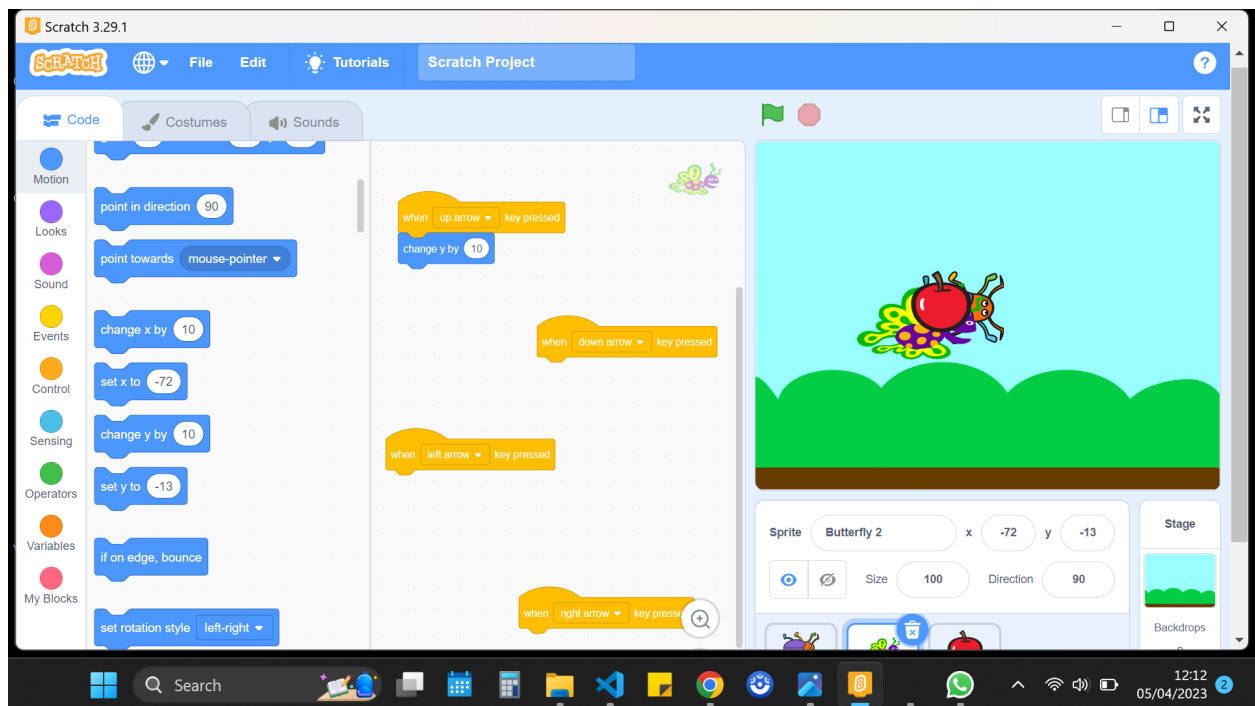 Scratch 3.29.1
SCRATCH File Edit Tutorials Scratch Project ?
Code Costumes Sounds
Motion
Looks
Sound
Events
Control
Sensing
Operators
Variables
My Blocks
point in direction 90
point towards mouse-pointer
change x by 10
set x to -72
change y by 10
set y to -13
if on edge, bounce
set rotation style left-right
when up arrow key pressed
change y by 10
when down arrow key pressed
when left arrow key pressed
when right arrow key presse
Sprite Butterfly 2 x -72 y -13
Size 100 Direction 90
Stage
Backdrops
Search
12:12
05/04/2023 2